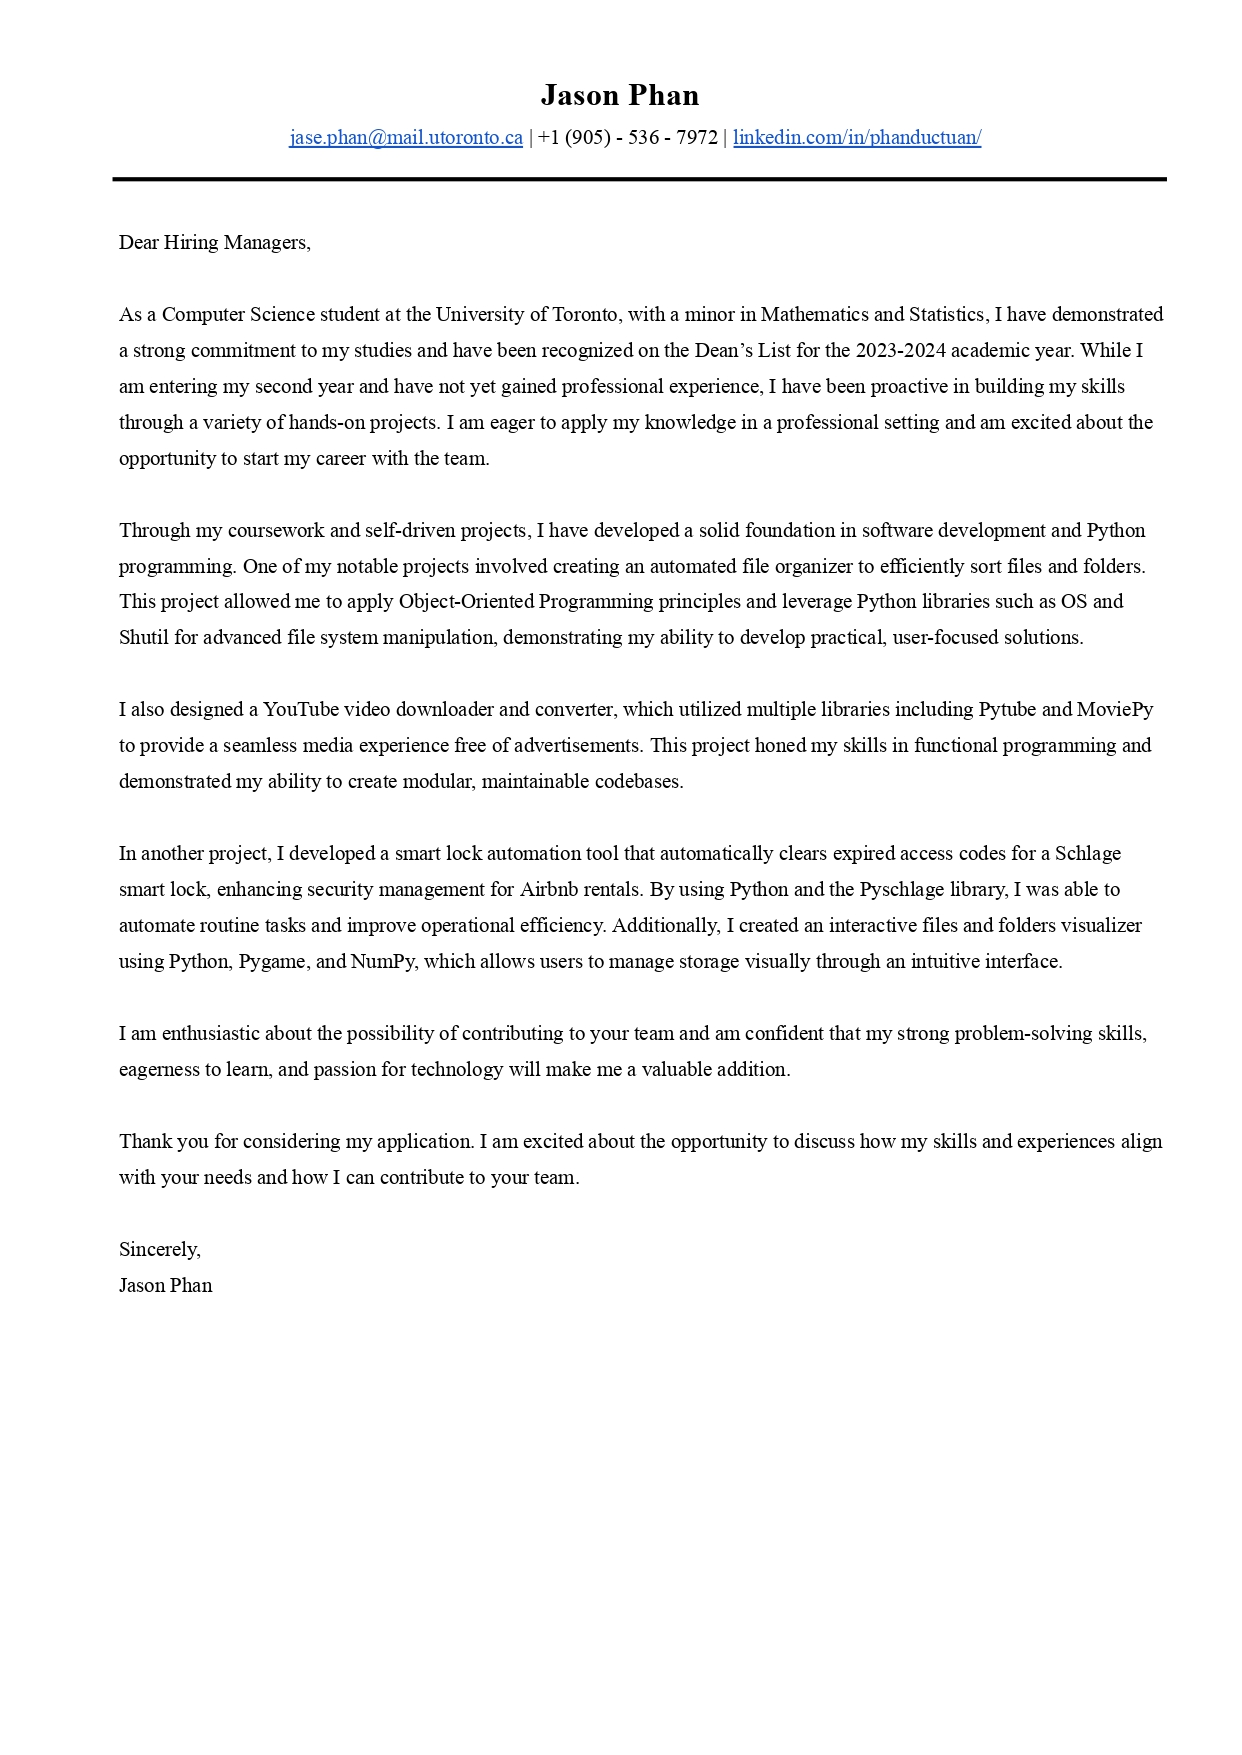 Jason Phan
jase.phan@mail.utoronto.ca | +1 (905) - 536 - 7972 | linkedin.com/in/phanductuan/
Dear Hiring Managers,
As a Computer Science student at the University of Toronto, with a minor in Mathematics and Statistics, I have demonstrated
a strong commitment to my studies and have been recognized on the Dean’s List for the 2023-2024 academic year. While I
am entering my second year and have not yet gained professional experience, I have been proactive in building my skills
through a variety of hands-on projects. I am eager to apply my knowledge in a professional setting and am excited about the
opportunity to start my career with the team.
Through my coursework and self-driven projects, I have developed a solid foundation in software development and Python
programming. One of my notable projects involved creating an automated file organizer to efficiently sort files and folders.
This project allowed me to apply Object-Oriented Programming principles and leverage Python libraries such as OS and
Shutil for advanced file system manipulation, demonstrating my ability to develop practical, user-focused solutions.
I also designed a YouTube video downloader and converter, which utilized multiple libraries including Pytube and MoviePy
to provide a seamless media experience free of advertisements. This project honed my skills in functional programming and
demonstrated my ability to create modular, maintainable codebases.
In another project, I developed a smart lock automation tool that automatically clears expired access codes for a Schlage
smart lock, enhancing security management for Airbnb rentals. By using Python and the Pyschlage library, I was able to
automate routine tasks and improve operational efficiency. Additionally, I created an interactive files and folders visualizer
using Python, Pygame, and NumPy, which allows users to manage storage visually through an intuitive interface.
I am enthusiastic about the possibility of contributing to your team and am confident that my strong problem-solving skills,
eagerness to learn, and passion for technology will make me a valuable addition.
Thank you for considering my application. I am excited about the opportunity to discuss how my skills and experiences align
with your needs and how I can contribute to your team.
Sincerely,
Jason Phan